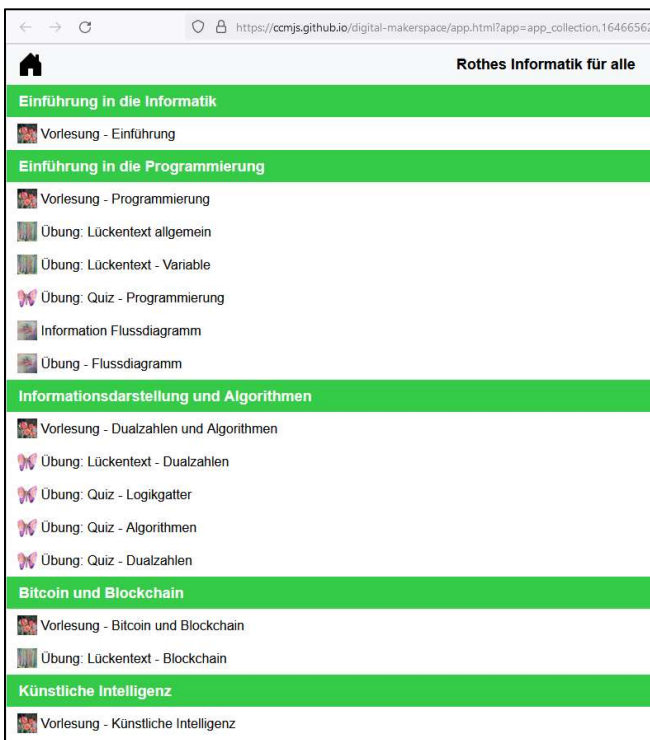 https://ccmjs.github.io/digital-makerspace/app.html?app=app_collection,16466562
Rothes Informatik für alle
Einführung in die Informatik
Vorlesung - Einführung
Einführung in die Programmierung
Vorlesung - Programmierung
Übung: Lückentext allgemein
Übung: Lückentext - Variable
Übung: Quiz - Programmierung
Information Flussdiagramm
Übung - Flussdiagramm
Informationsdarstellung und Algorithmen
Vorlesung - Dualzahlen und Algorithmen
Übung: Lückentext - Dualzahlen
Übung: Quiz - Logikgatter
Übung: Quiz - Algorithmen
Übung: Quiz - Dualzahlen
Bitcoin und Blockchain
Vorlesung - Bitcoin und Blockchain
Übung: Lückentext - Blockchain
Künstliche Intelligenz
Vorlesung - Künstliche Intelligenz